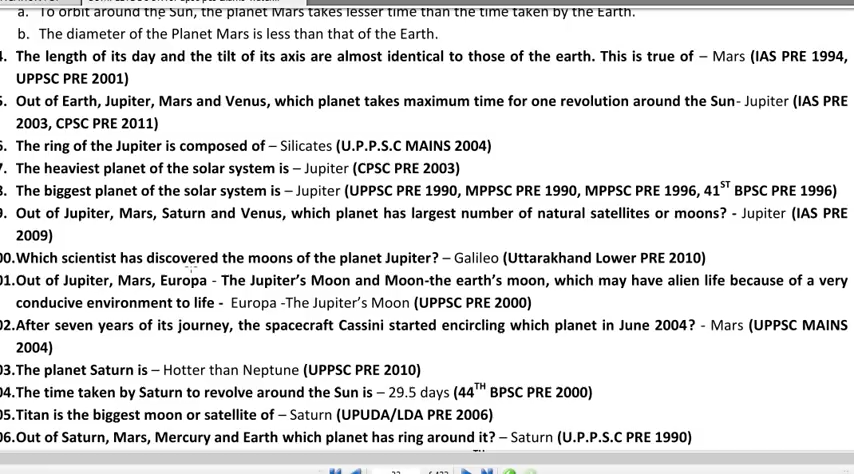 a. To orbit around the Sun, the planet Mars takes lesser time than the time taken by the Earth.
b. The diameter of the Planet Mars is less than that of the Earth.
. The length of its day and the tilt of its axis are almost identical to those of the earth. This is true of – Mars (IAS PRE 1994,
UPPSC PRE 2001)
. Out of Earth, Jupiter, Mars and Venus, which planet takes maximum time for one revolution around the Sun- Jupiter (IAS PRE
2003, CPSC PRE 2011)
. The ring of the Jupiter is composed of – Silicates (U.P.P.S.C MAINS 2004)
. The heaviest planet of the solar system is – Jupiter (CPSC PRE 2003)
. The biggest planet of the solar system is – Jupiter (UPPSC PRE 1990, MPPSC PRE 1990, MPPSC PRE 1996, 41ST BPSC PRE 1996)
. Out of Jupiter, Mars, Saturn and Venus, which planet has largest number of natural satellites or moons? - Jupiter (IAS PRE
2009)
00.Which scientist has discovered the moons of the planet Jupiter? – Galileo (Uttarakhand Lower PRE 2010)
01.Out of Jupiter, Mars, Europa - The Jupiter's Moon and Moon-the earth's moon, which may have alien life because of a very
conducive environment to life - Europa -The Jupiter's Moon (UPPSC PRE 2000)
02.After seven years of its journey, the spacecraft Cassini started encircling which planet in June 2004? - Mars (UPPSC MAINS
2004)
03.The planet Saturn is – Hotter than Neptune (UPPSC PRE 2010)
04.The time taken by Saturn to revolve around the Sun is – 29.5 days (44TH BPSC PRE 2000)
05.Titan is the biggest moon or satellite of – Saturn (UPUDA/LDA PRE 2006)
06.Out of Saturn, Mars, Mercury and Earth which planet has ring around it? – Saturn (U.P.P.S.C PRE 1990)